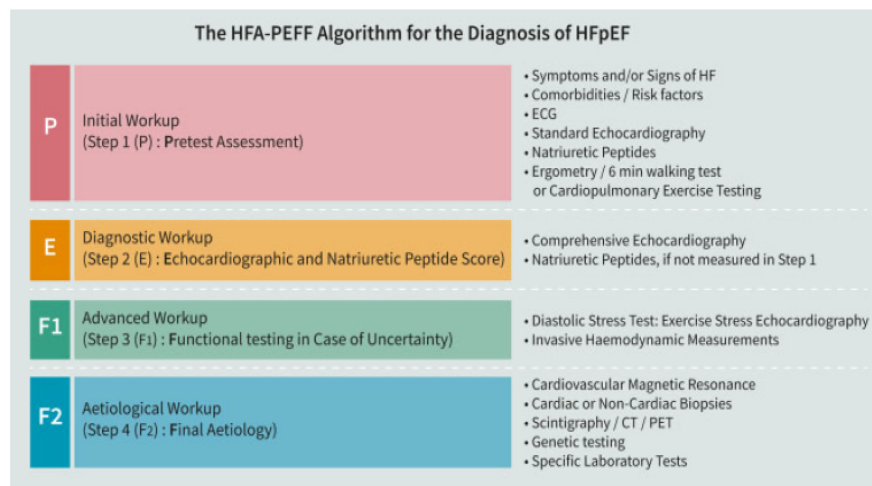 The HFA-PEFF Algorithm for the Diagnosis of HFpEF
P
Initial Workup
(Step 1 (P) : Pretest Assessment)
• Symptoms and/or Signs of HF
• Comorbidities / Risk factors
• ECG
• Standard Echocardiography
• Natriuretic Peptides
• Ergometry / 6 min walking test
or Cardiopulmonary Exercise Testing
E
Diagnostic Workup
(Step 2 (E) : Echocardiographic and Natriuretic Peptide Score)
• Comprehensive Echocardiography
• Natriuretic Peptides, if not measured in Step 1
F1
Advanced Workup
(Step 3 (F1) : Functional testing in Case of Uncertainty)
• Diastolic Stress Test: Exercise Stress Echocardiography
• Invasive Haemodynamic Measurements
F2
Aetiological Workup
(Step 4 (F2) : Final Aetiology)
• Cardiovascular Magnetic Resonance
• Cardiac or Non-Cardiac Biopsies
• Scintigraphy / CT / PET
• Genetic testing
• Specific Laboratory Tests